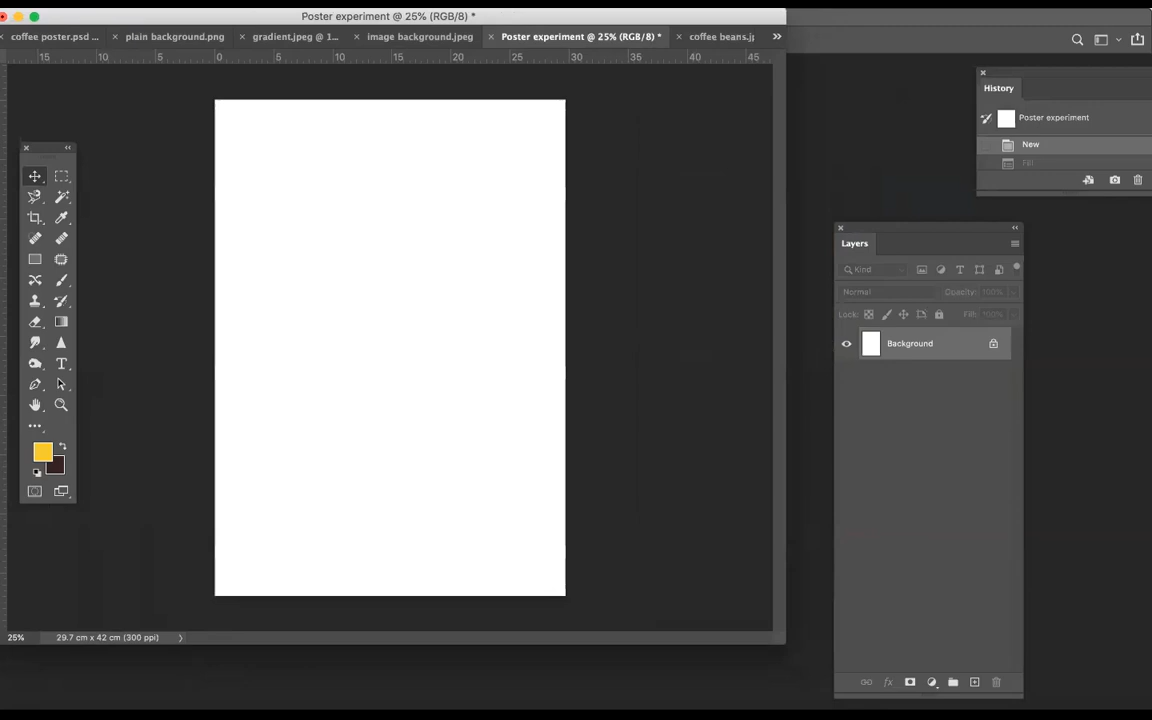 Poster experiment @ 25% (RGB/8) *
coffee poster.psd ... plain background.png gradient.jpeg @ 1... image background.jpeg Poster experiment @ 25% (RGB/8) * coffee beans.j
15 10 5 0 5 10 15 20 25 30 35 40 45
History
Poster experiment
New
Fill
Layers
Kind
Normal Opacity: 100%
Lock: Fill: 100%
Background
fx
25% 29.7 cm x 42 cm (300 ppi)